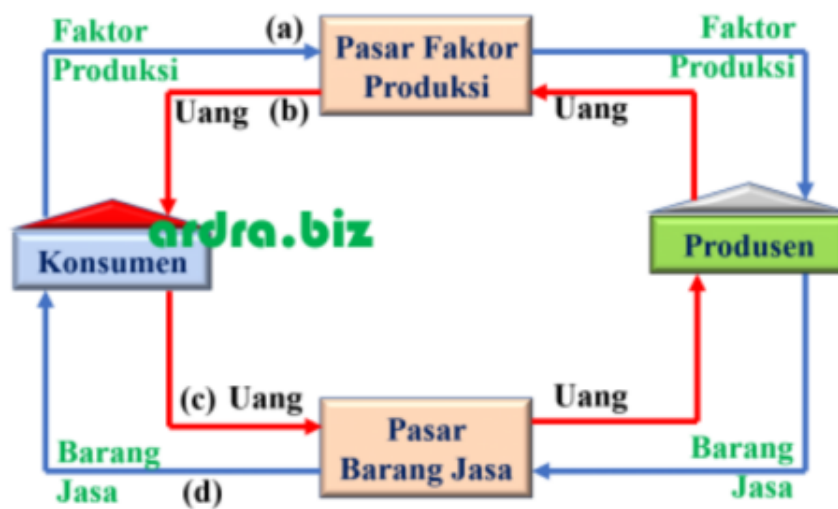 Faktor
Produksi
(a)
Pasar Faktor
Produksi
Faktor
Produksi
Uang (b)
Uang
ardra.biz
Konsumen
Produsen
(c) Uang
Uang
Pasar
Barang Jasa
Barang
Jasa
(d)
Barang
Jasa